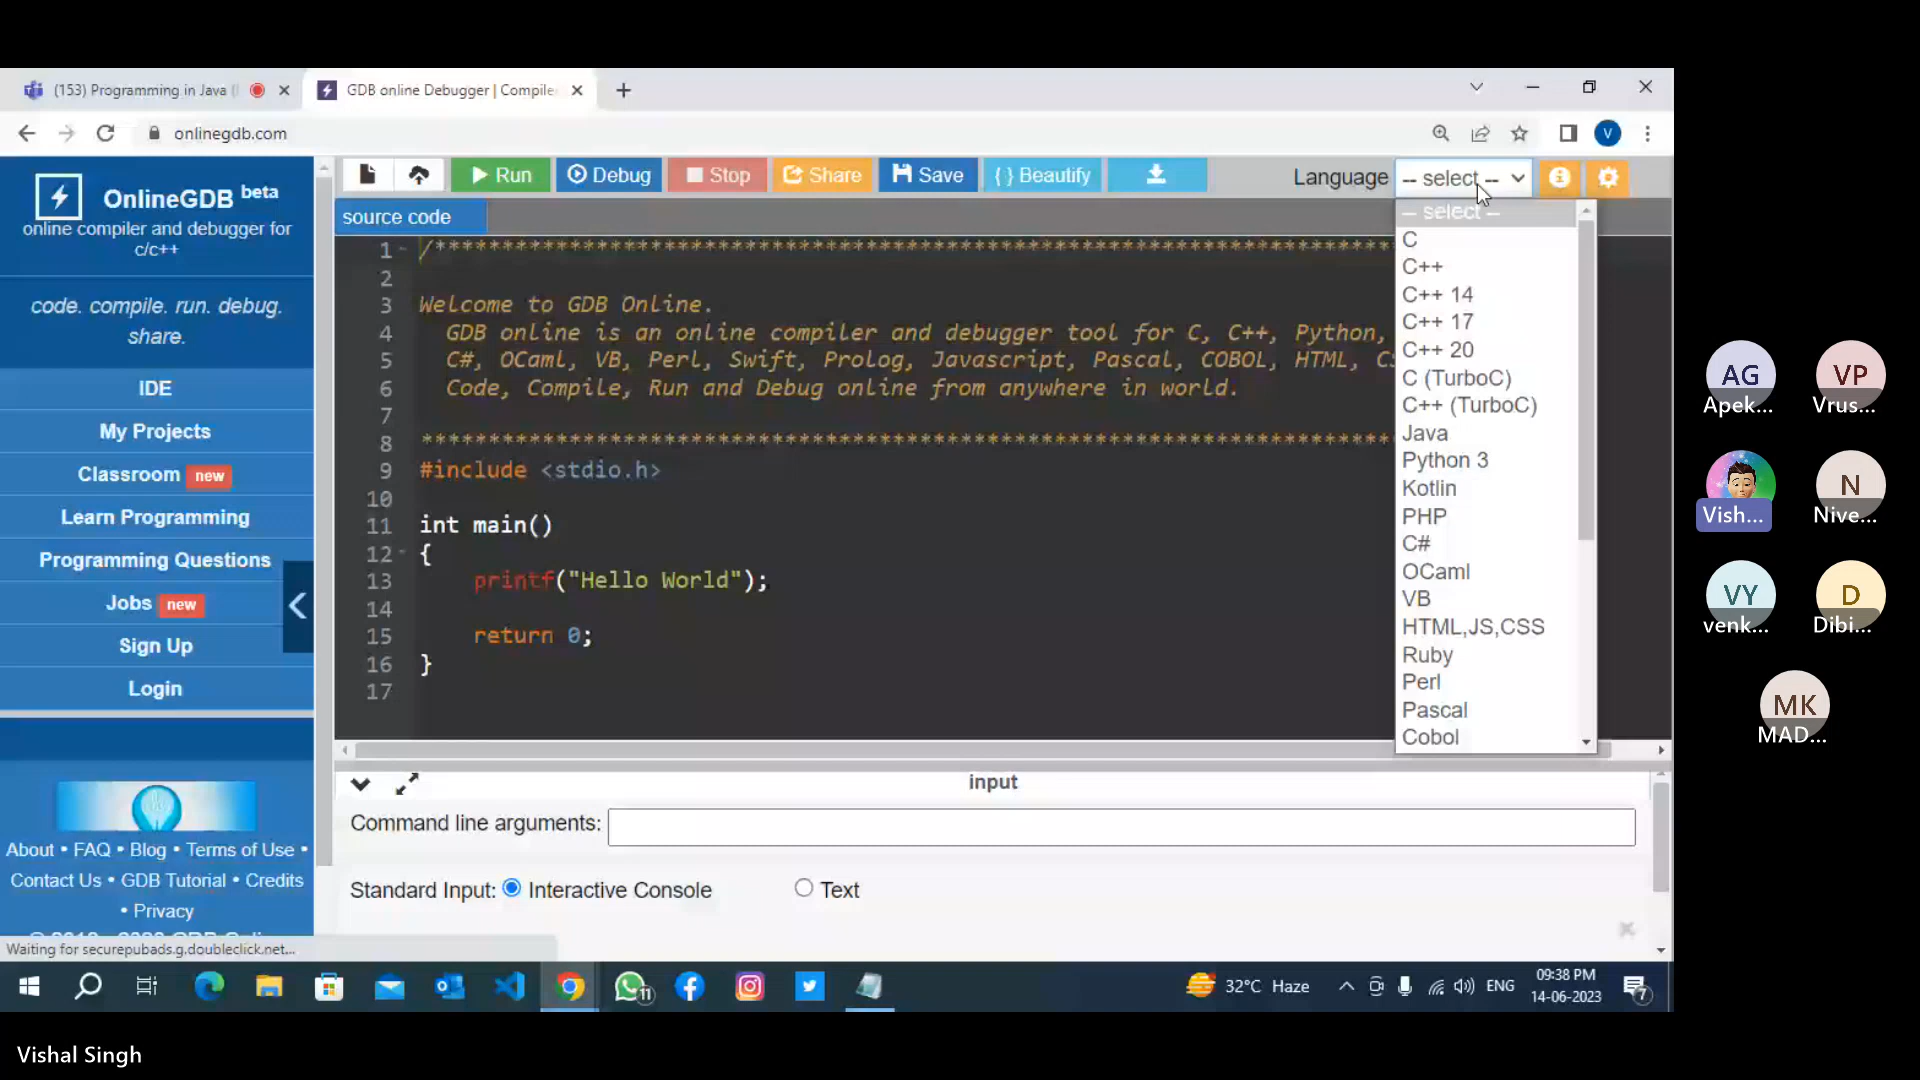 (153) Programming in Java (
GDB online Debugger | Compile
onlinegdb.com
V
OnlineGDB beta
online compiler and debugger for
c/c++
code. compile. run. debug.
share.
IDE
My Projects
Classroom new
Learn Programming
Programming Questions
Jobs new
Sign Up
Login
About • FAQ • Blog • Terms of Use •
Contact Us • GDB Tutorial • Credits
• Privacy
Waiting for securepubads.g.doubleclick.net...
Run
Debug
Stop
Share
Save
{ } Beautify
Language
-- select --
source code
1 /************************************************************************
2
3 Welcome to GDB Online.
4 GDB online is an online compiler and debugger tool for C, C++, Python,
5 C#, OCaml, VB, Perl, Swift, Prolog, Javascript, Pascal, COBOL, HTML, CS
6 Code, Compile, Run and Debug online from anywhere in world.
7
8 *************************************************************************
9 #include <stdio.h>
10
11 int main()
12 {
13 printf("Hello World");
14
15 return 0;
16 }
17
-- select --
C
C++
C++ 14
C++ 17
C++ 20
C (TurboC)
C++ (TurboC)
Java
Python 3
Kotlin
PHP
C#
OCaml
VB
HTML,JS,CSS
Ruby
Perl
Pascal
Cobol
input
Command line arguments:
Standard Input: Interactive Console Text
11
32°C Haze
ENG
09:38 PM
14-06-2023
7
AG
Apek...
VP
Vrus...
Vish...
N
Nive...
VY
venk...
D
Dibi...
MK
MAD...
Vishal Singh